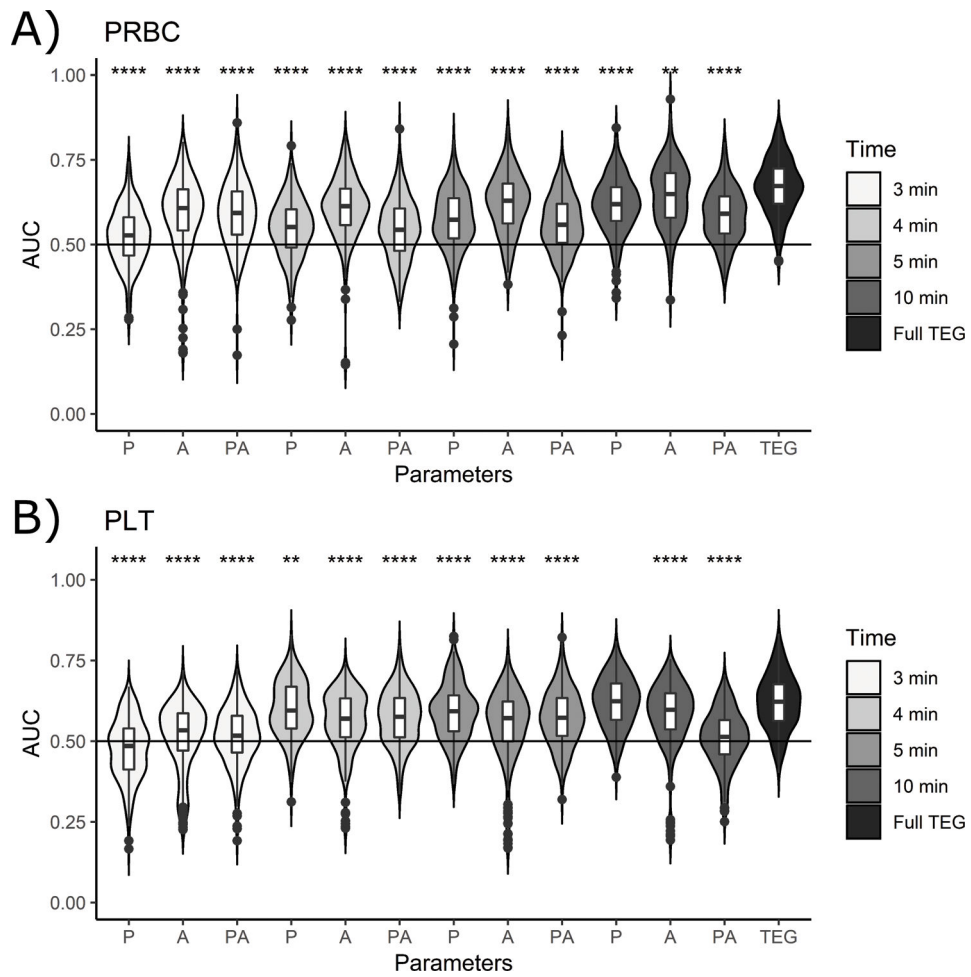 A) PRBC
**** **** **** **** **** **** **** **** **** **** ** ****
1.00
0.75
0.50
0.25
0.00
AUC
P A PA P A PA P A PA P A PA TEG
Parameters
Time
3 min
4 min
5 min
10 min
Full TEG
B) PLT
**** **** **** ** **** **** **** **** **** **** ****
1.00
0.75
0.50
0.25
0.00
AUC
P A PA P A PA P A PA P A PA TEG
Parameters
Time
3 min
4 min
5 min
10 min
Full TEG